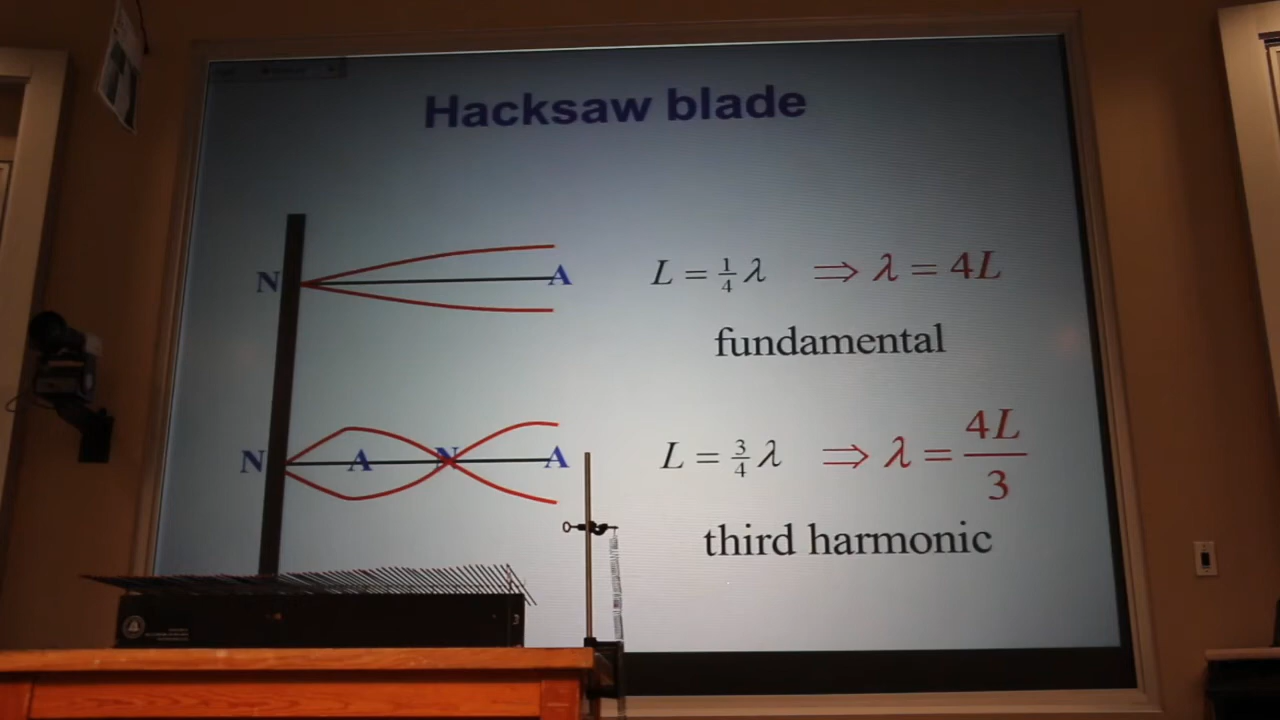 Hacksaw blade
N A
L = 1/4 λ ⇒ λ = 4L
fundamental
N A N A
L = 3/4 λ ⇒ λ = 4L/3
third harmonic